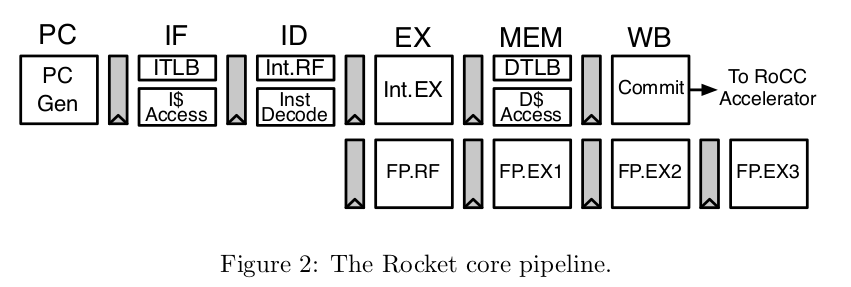 PC IF ID EX MEM WB
PC
Gen
ITLB
I$
Access
Int.RF
Inst
Decode
Int.EX
DTLB
D$
Access
Commit
To RoCC
Accelerator
FP.RF FP.EX1 FP.EX2 FP.EX3
Figure 2: The Rocket core pipeline.